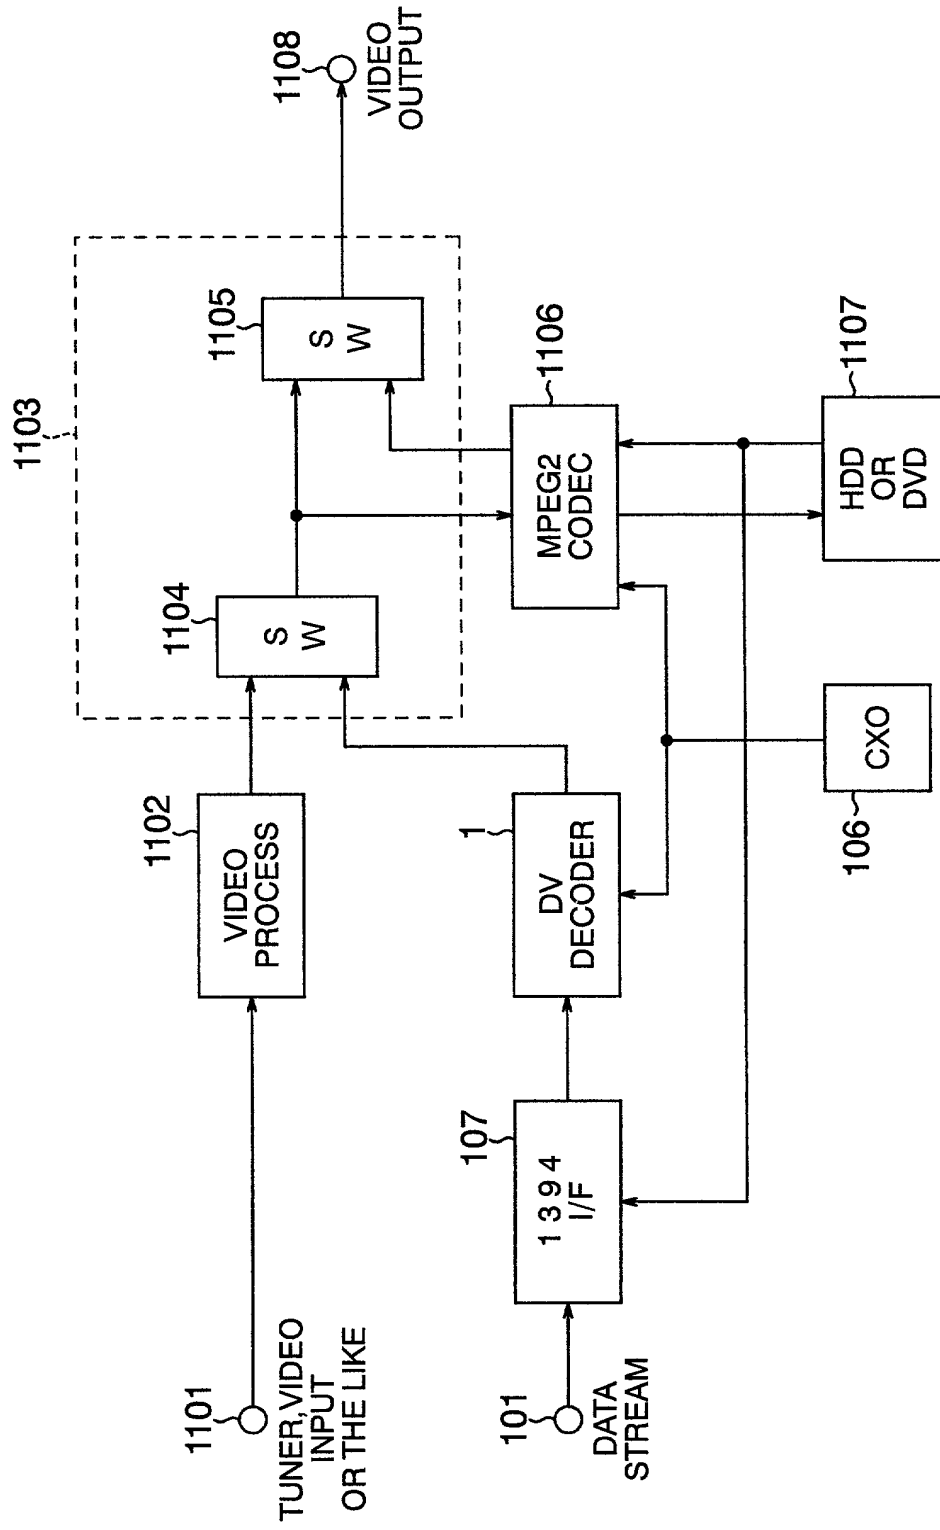 1101
TUNER,VIDEO
INPUT
OR THE LIKE
1102
VIDEO
PROCESS
1103
1104
S
W
1105
S
W
1108
VIDEO
OUTPUT
101
DATA
STREAM
107
1394
I/F
1
DV
DECODER
1106
MPEG2
CODEC
106
CXO
1107
HDD
OR
DVD